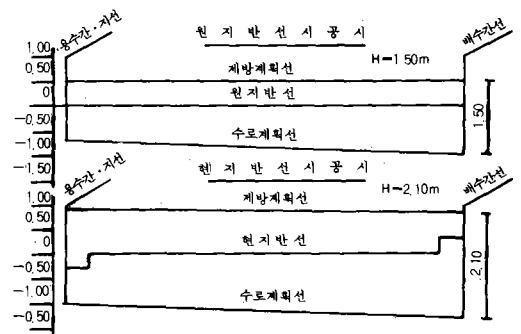 원 지 반 선 시 공 시
용수간·지선
배수간선
H=1.50m
1.00
0.50
0
-0.50
-1.00
-1.50
제방계획선
원 지 반 선
수로계획선
1.50
현 지 반 선 시 공 시
용수간·지선
배수간선
H=2.10m
1.00
0.50
0
-0.50
-1.00
-0.50
제방계획선
현 지 반 선
수로계획선
2.10